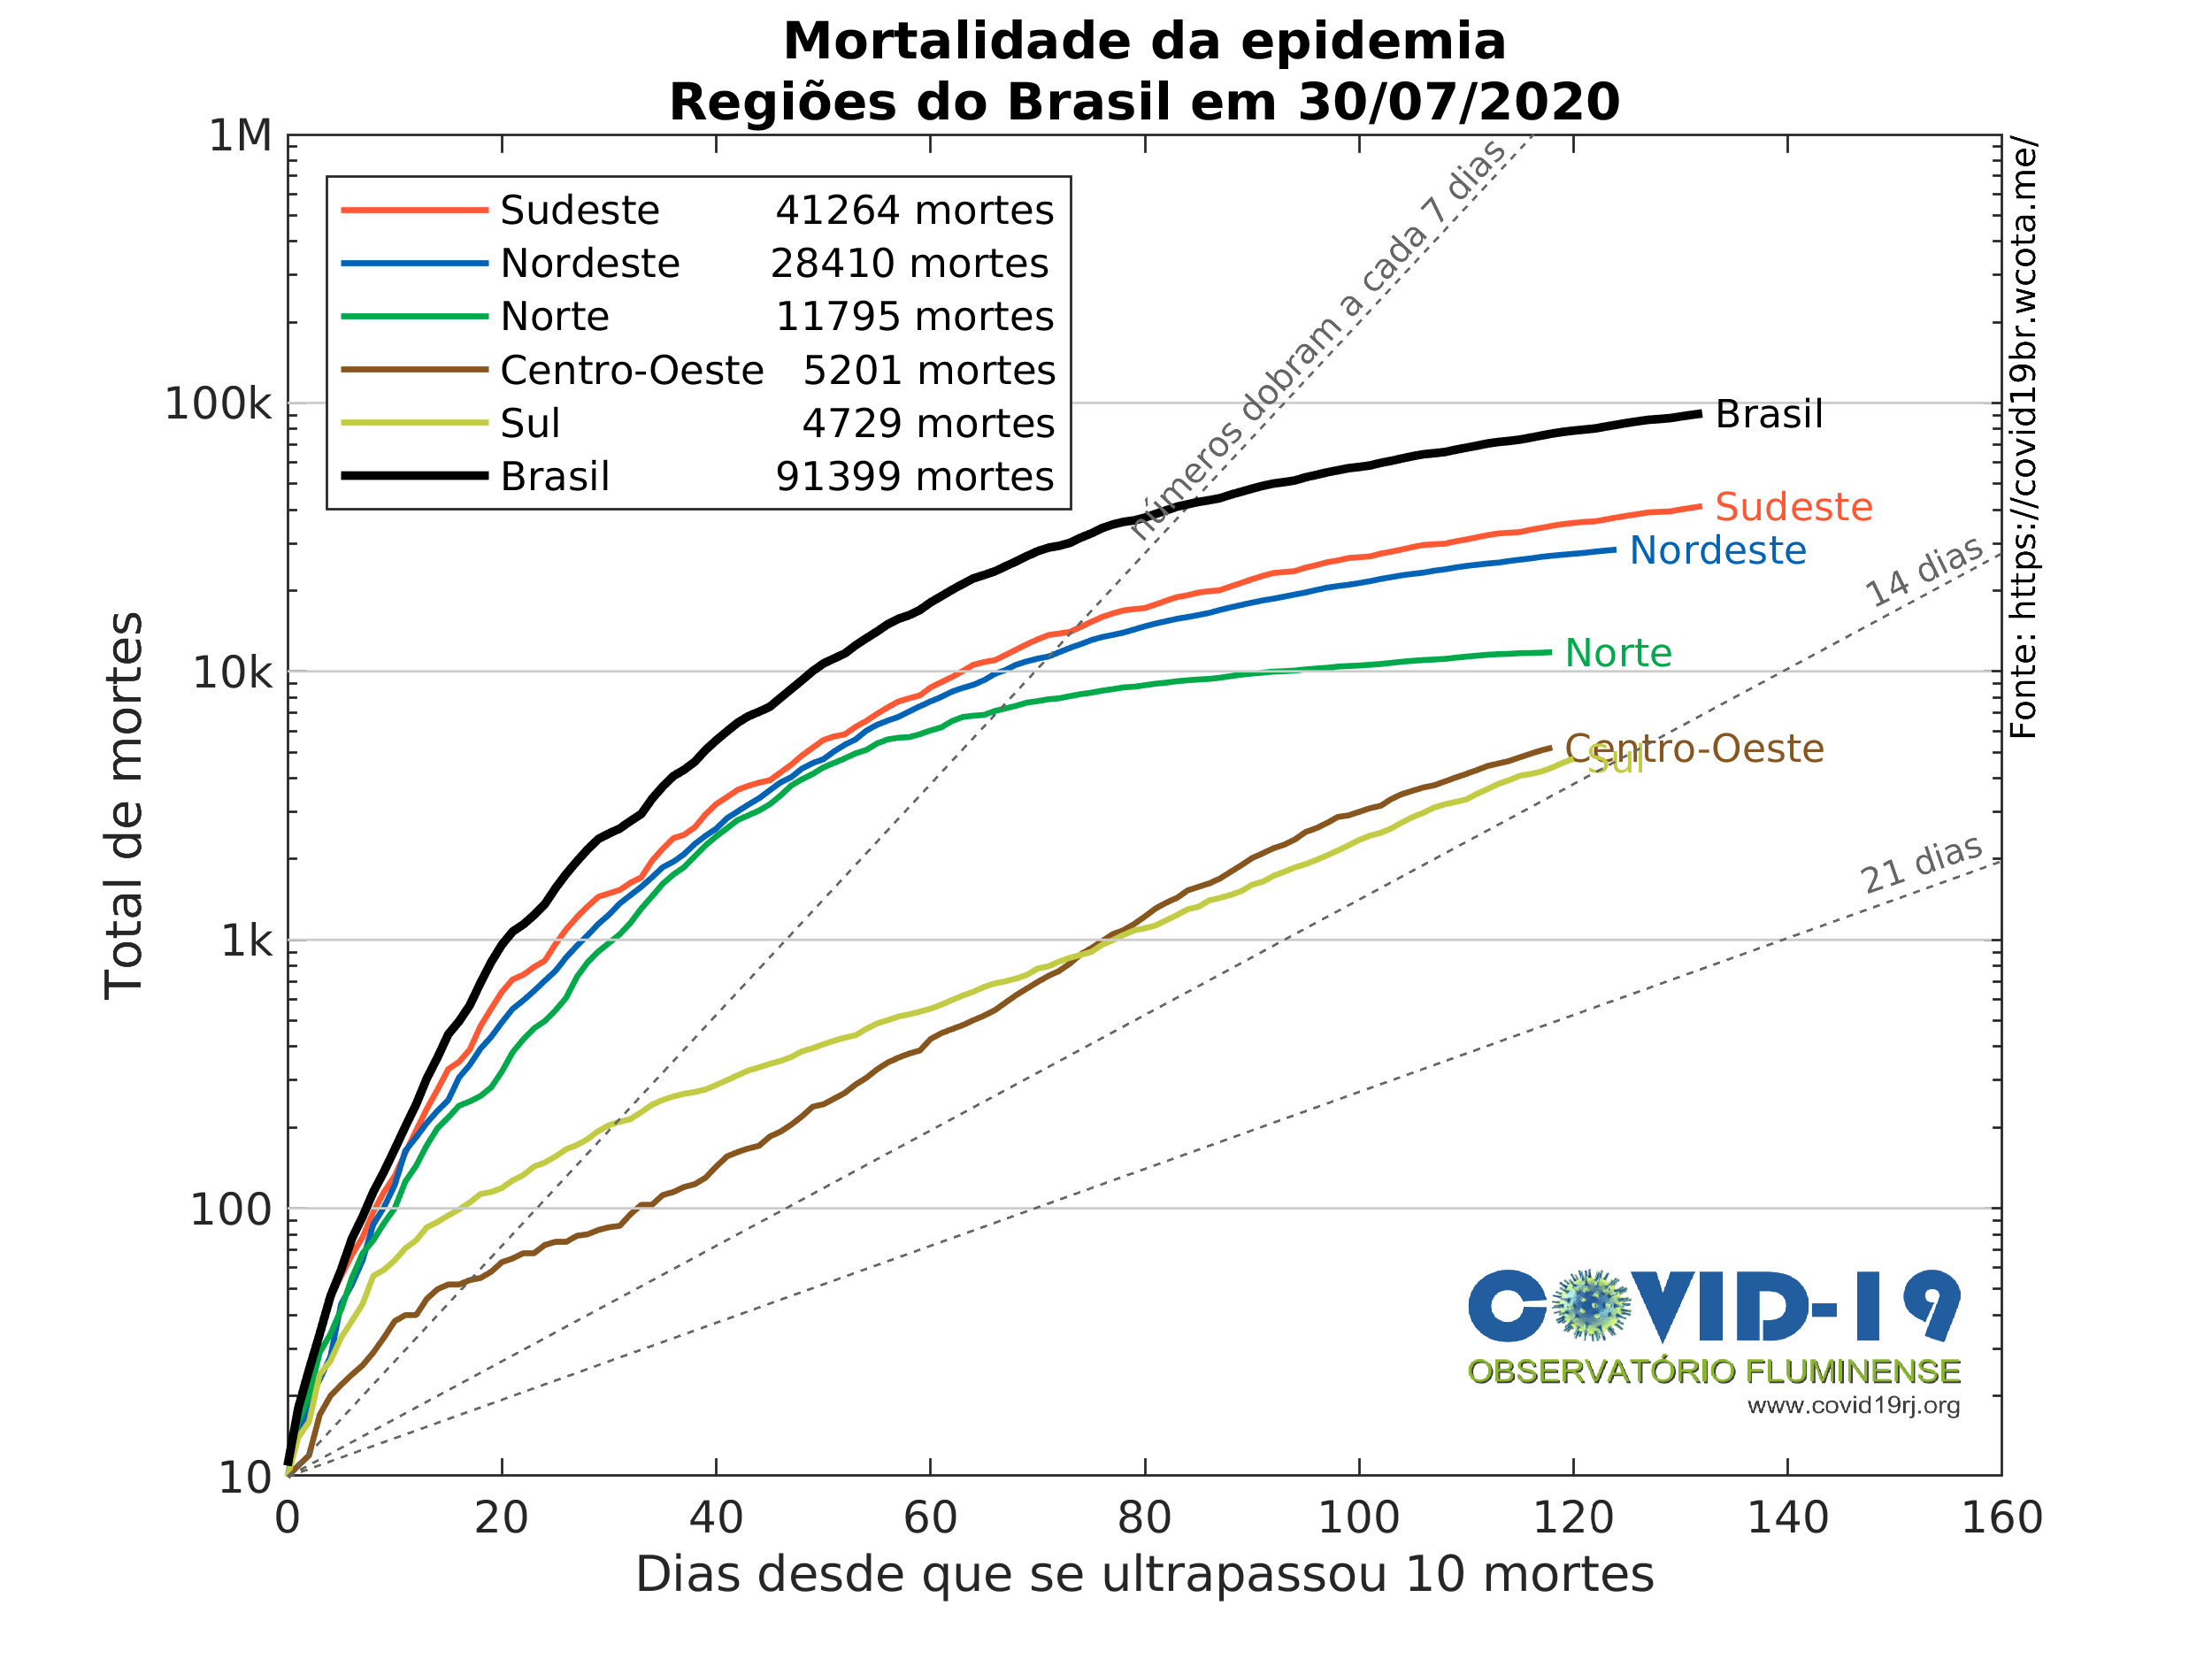 Mortalidade da epidemia
Regiões do Brasil em 30/07/2020
1M
100k
10k
1k
100
10
Total de mortes
Sudeste 41264 mortes
Nordeste 28410 mortes
Norte 11795 mortes
Centro-Oeste 5201 mortes
Sul 4729 mortes
Brasil 91399 mortes
números dobram a cada 7 dias
14 dias
21 dias
Brasil
Sudeste
Nordeste
Norte
Centro-Oeste
Sul
Fonte: https://covid19br.wcota.me/
COVID-19
OBSERVATÓRIO FLUMINENSE
www.covid19rj.org
0 20 40 60 80 100 120 140 160
Dias desde que se ultrapassou 10 mortes